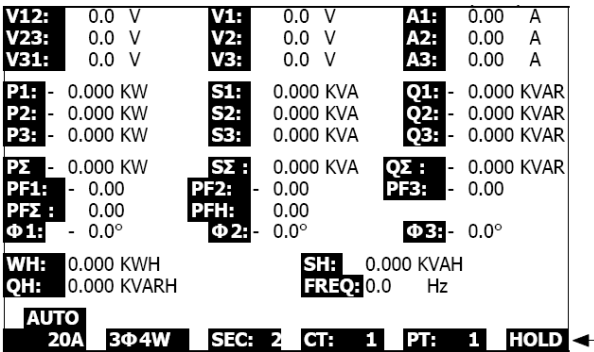 V12: 0.0 V V1: 0.0 V A1: 0.00 A
V23: 0.0 V V2: 0.0 V A2: 0.00 A
V31: 0.0 V V3: 0.0 V A3: 0.00 A
P1: - 0.000 KW S1: 0.000 KVA Q1: - 0.000 KVAR
P2: - 0.000 KW S2: 0.000 KVA Q2: - 0.000 KVAR
P3: - 0.000 KW S3: 0.000 KVA Q3: - 0.000 KVAR
PΣ - 0.000 KW SΣ : 0.000 KVA QΣ : - 0.000 KVAR
PF1: - 0.00 PF2: - 0.00 PF3: - 0.00
PFΣ : 0.00 PFH: 0.00
Φ1: - 0.0° Φ2: - 0.0° Φ3: - 0.0°
WH: 0.000 KWH SH: 0.000 KVAH
QH: 0.000 KVARH FREQ: 0.0 Hz
AUTO
20A 3Φ4W SEC: 2 CT: 1 PT: 1 HOLD